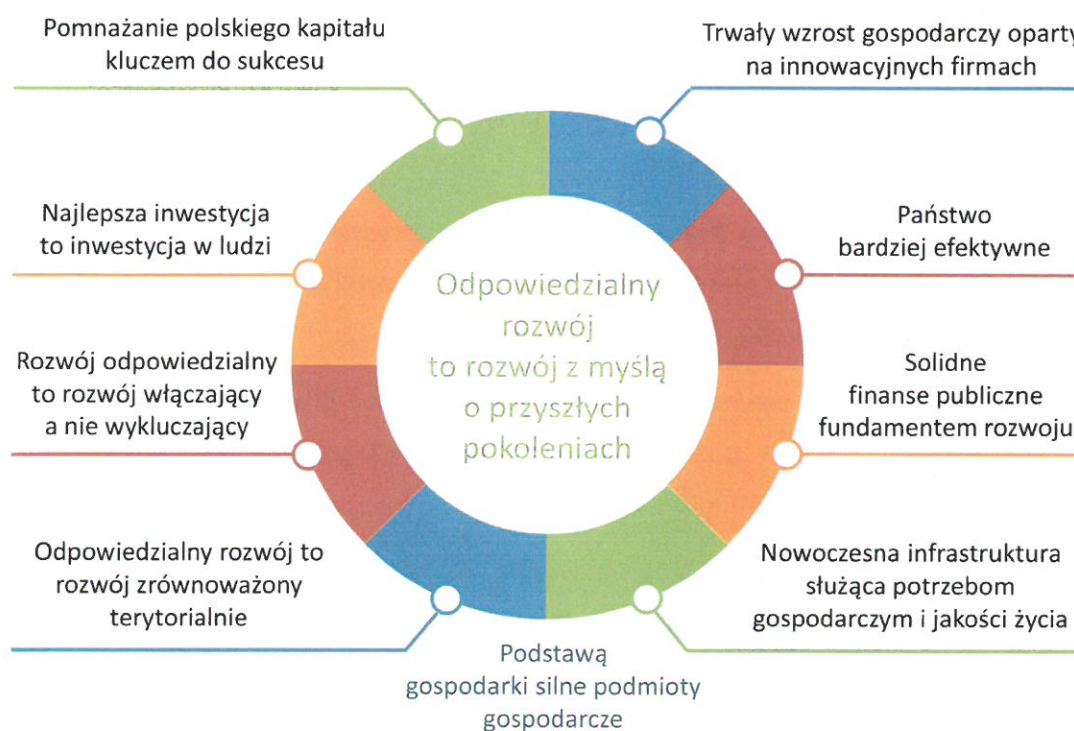 Pomnażanie polskiego kapitału
kluczem do sukcesu
Trwały wzrost gospodarczy oparty
na innowacyjnych firmach
Najlepsza inwestycja
to inwestycja w ludzi
Państwo
bardziej efektywne
Odpowiedzialny
rozwój
to rozwój z myślą
o przyszłych
pokoleniach
Rozwój odpowiedzialny
to rozwój włączający
a nie wykluczający
Solidne
finanse publiczne
fundamentem rozwoju
Odpowiedzialny rozwój to
rozwój zrównoważony
terytorialnie
Nowoczesna infrastruktura
służąca potrzebom
gospodarczym i jakości życia
Podstawą
gospodarki silne podmioty
gospodarcze